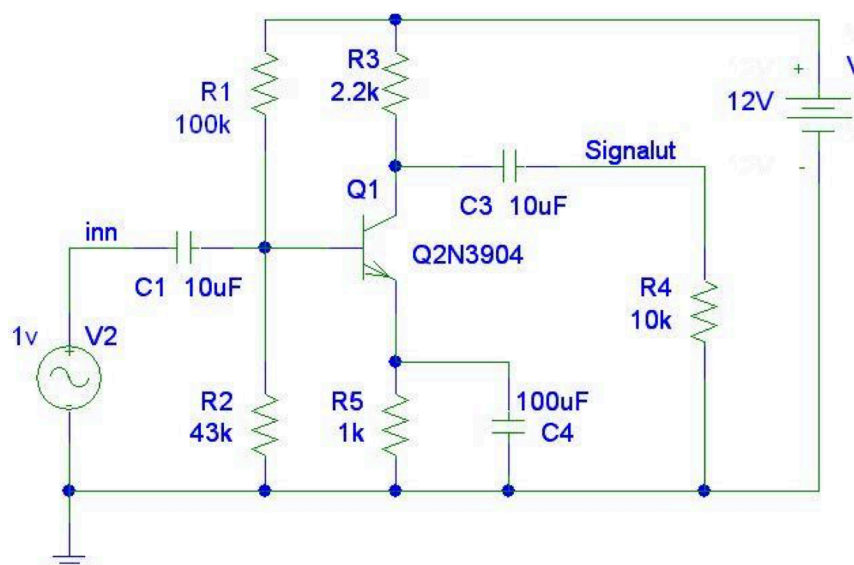 R1
100k
R3
2.2k
+
V
12V
-
Signalut
C3 10uF
Q1
Q2N3904
inn
C1 10uF
R4
10k
1v
V2
+
-
R2
43k
R5
1k
100uF
C4